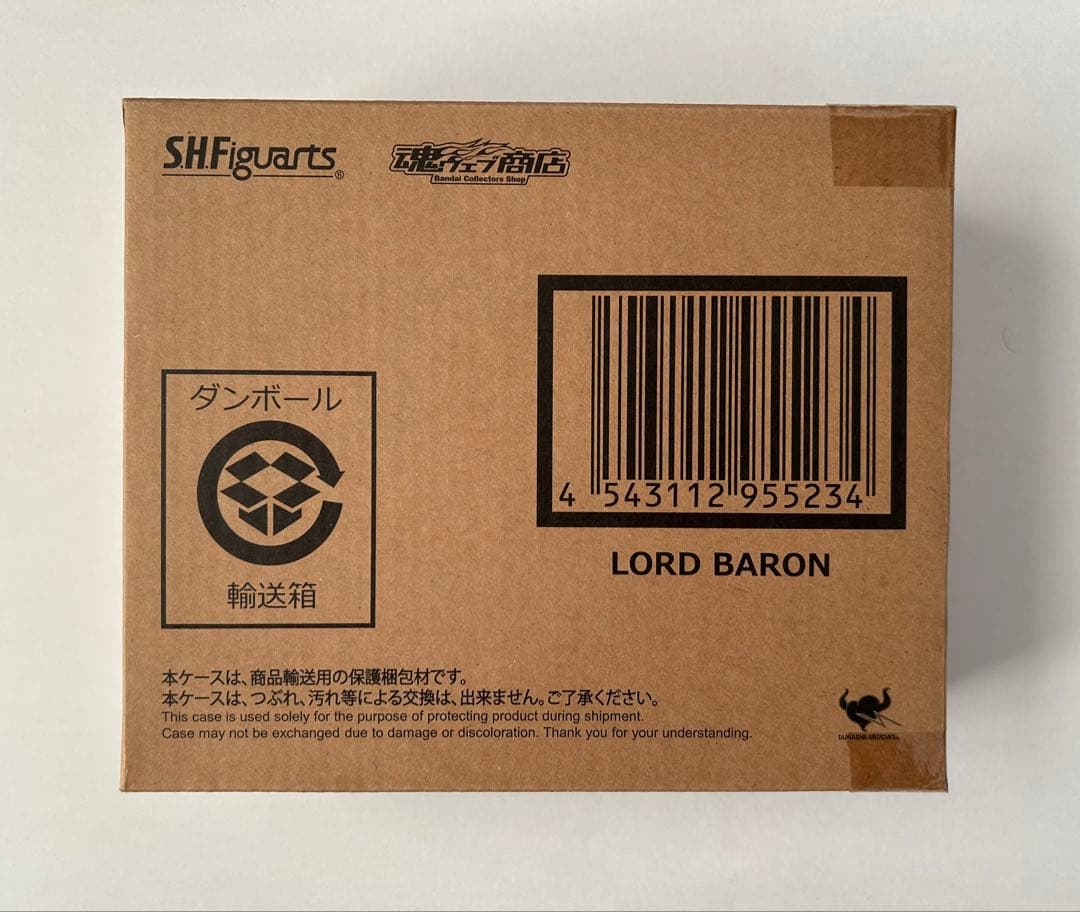 S.H.Figuarts®
魂ウェブ商店
Bandai Collectors Shop
4 543112 955234
LORD BARON
ダンボール
輸送箱
本ケースは、商品輸送用の保護梱包材です。
本ケースは、つぶれ、汚れ等による交換は、出来ません。ご了承ください。
This case is used solely for the purpose of protecting product during shipment.
Case may not be exchanged due to damage or discoloration. Thank you for your understanding.
TAMASHII NATIONS